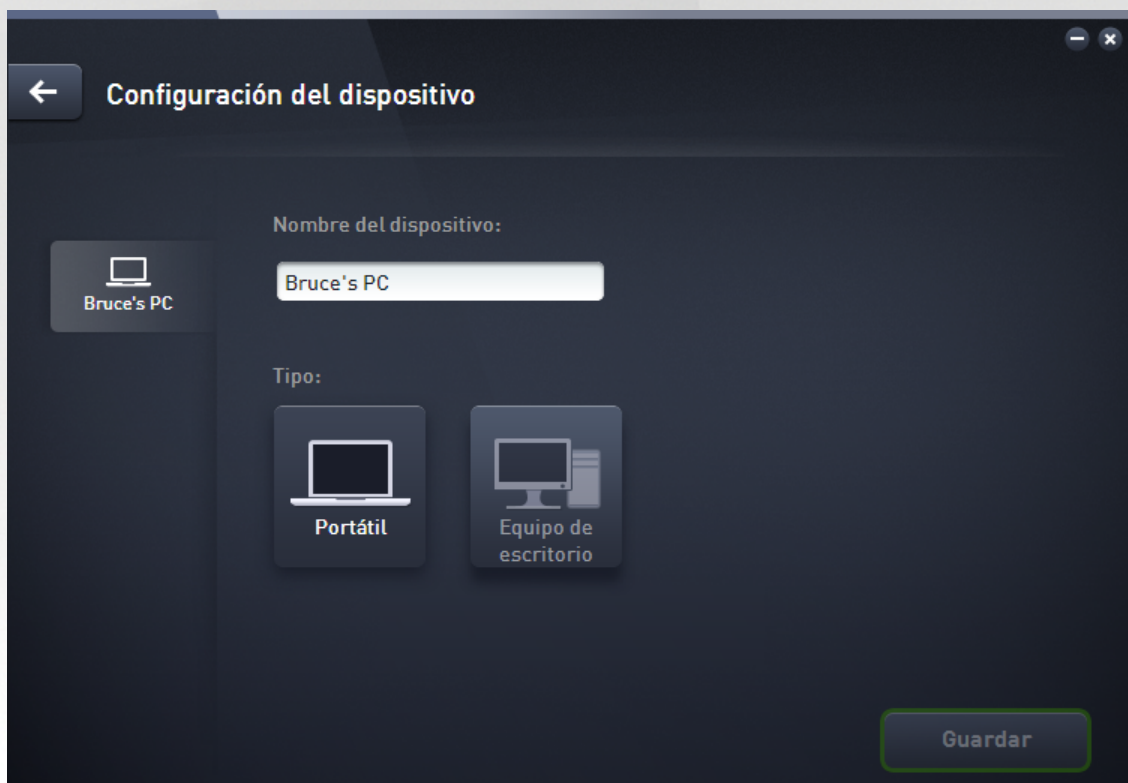 Configuración del dispositivo
Nombre del dispositivo:
Bruce's PC
Bruce's PC
Tipo:
Portátil
Equipo de
escritorio
Guardar